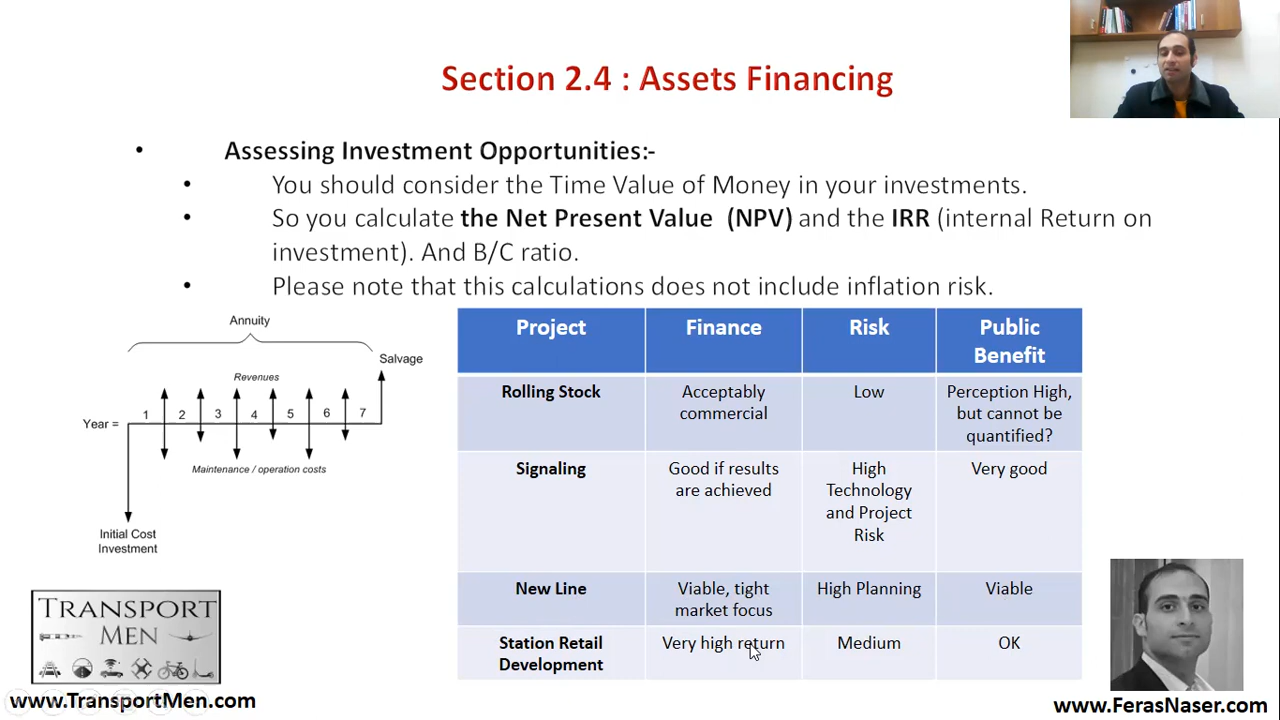 Section 2.4 : Assets Financing
• Assessing Investment Opportunities:-
• You should consider the Time Value of Money in your investments.
• So you calculate the Net Present Value (NPV) and the IRR (internal Return on
investment). And B/C ratio.
• Please note that this calculations does not include inflation risk.
Annuity
Salvage
Revenues
Year = 1 2 3 4 5 6 7
Maintenance / operation costs
Initial Cost
Investment
Project Finance Risk Public
Benefit
Rolling Stock
Acceptably
commercial
Low
Perception High,
but cannot be
quantified?
Signaling
Good if results
are achieved
High
Technology
and Project
Risk
Very good
New Line
Viable, tight
market focus
High Planning
Viable
Station Retail
Development
Very high return
Medium
OK
TRANSPORT
MEN
www.TransportMen.com
www.FerasNaser.com